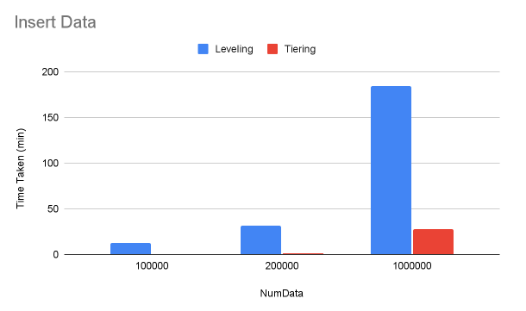 Insert Data
Leveling Tiering
200
150
100
50
0
100000 200000 1000000
Time Taken (min)
NumData